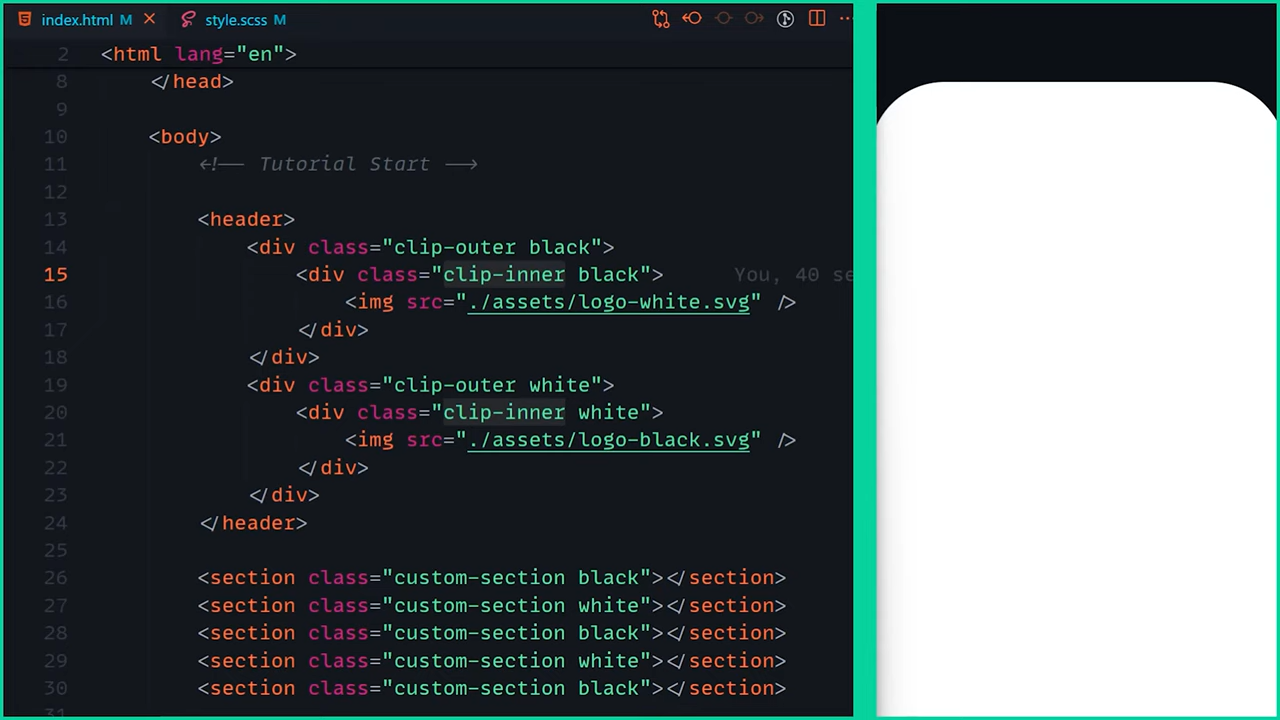 index.html M × style.scss M
2 <html lang="en">
8 </head>
9
10 <body>
11 <!-- Tutorial Start -->
12
13 <header>
14 <div class="clip-outer black">
15 <div class="clip-inner black"> You, 40 se
16 <img src="./assets/logo-white.svg" />
17 </div>
18 </div>
19 <div class="clip-outer white">
20 <div class="clip-inner white">
21 <img src="./assets/logo-black.svg" />
22 </div>
23 </div>
24 </header>
25
26 <section class="custom-section black"></section>
27 <section class="custom-section white"></section>
28 <section class="custom-section black"></section>
29 <section class="custom-section white"></section>
30 <section class="custom-section black"></section>
31